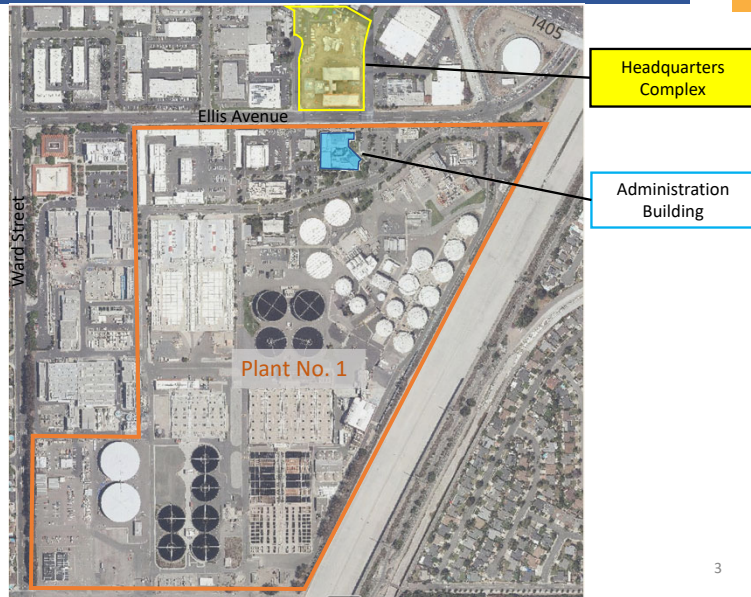 I405
Headquarters
Complex
Ellis Avenue
Administration
Building
Ward Street
Plant No. 1
3